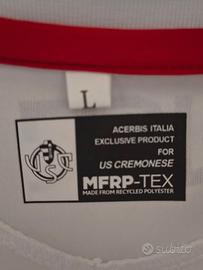 L
ACERBIS ITALIA
EXCLUSIVE PRODUCT
FOR
US CREMONESE
MFRP-TEX
MADE FROM RECYCLED POLYESTER
SUBITO